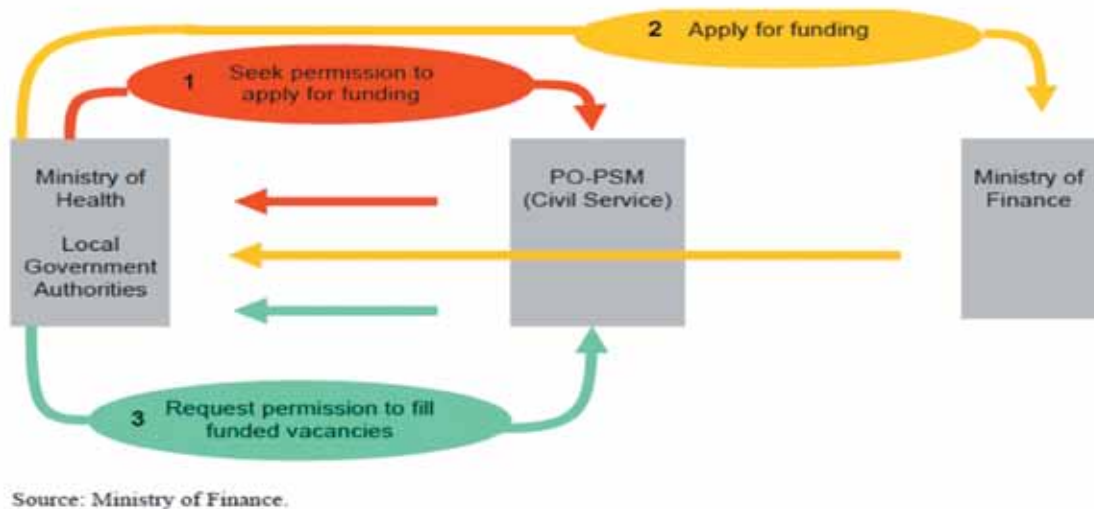 2 Apply for funding
1 Seek permission to
apply for funding
Ministry of
Health
Local
Government
Authorities
PO-PSM
(Civil Service)
Ministry of
Finance
3 Request permission to fill
funded vacancies
Source: Ministry of Finance.